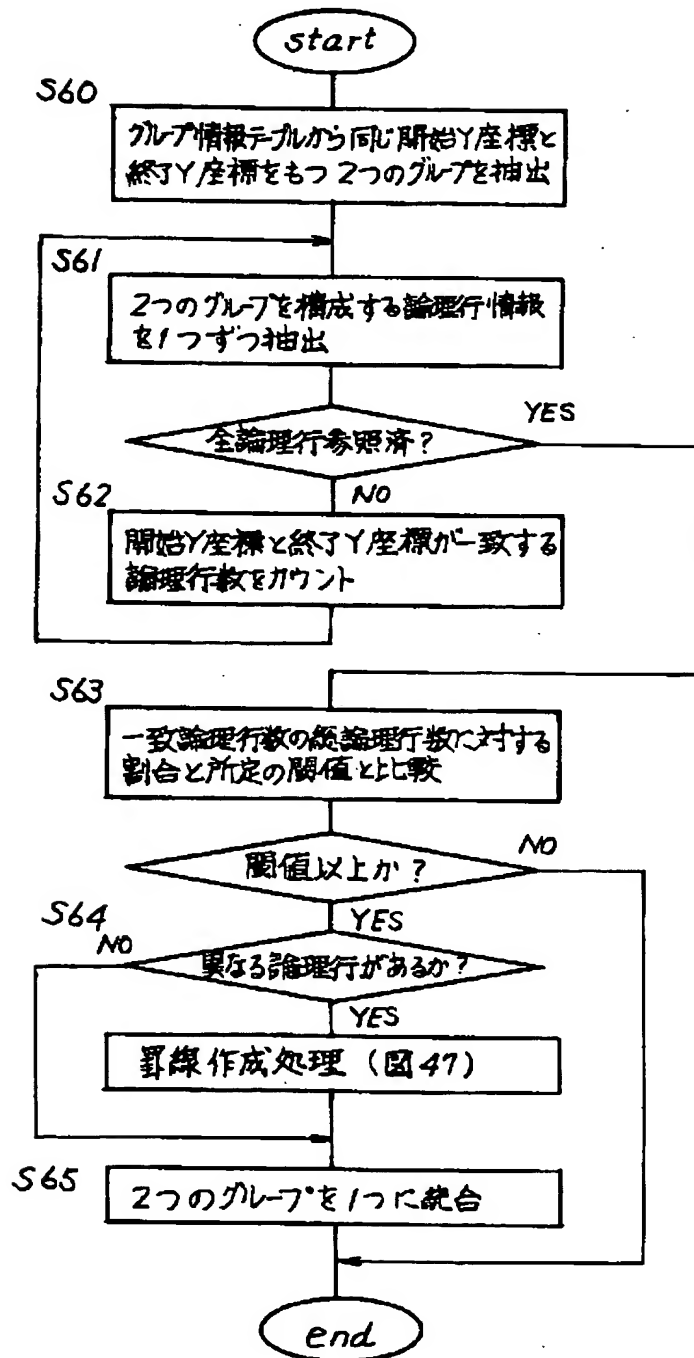 start
S60
グループ情報テーブルから同じ開始Y座標と
終了Y座標をもつ2つのグループを抽出
S61
2つのグループを構成する論理行情報
を1つずつ抽出
全論理行参照済?
YES
NO
S62
開始Y座標と終了Y座標が一致する
論理行数をカウント
S63
一致論理行数の総論理行数に対する
割合と所定の閾値と比較
閾値以上か?
NO
YES
S64
NO
異なる論理行があるか?
YES
罫線作成処理(図47)
S65
2つのグループを1つに統合
end